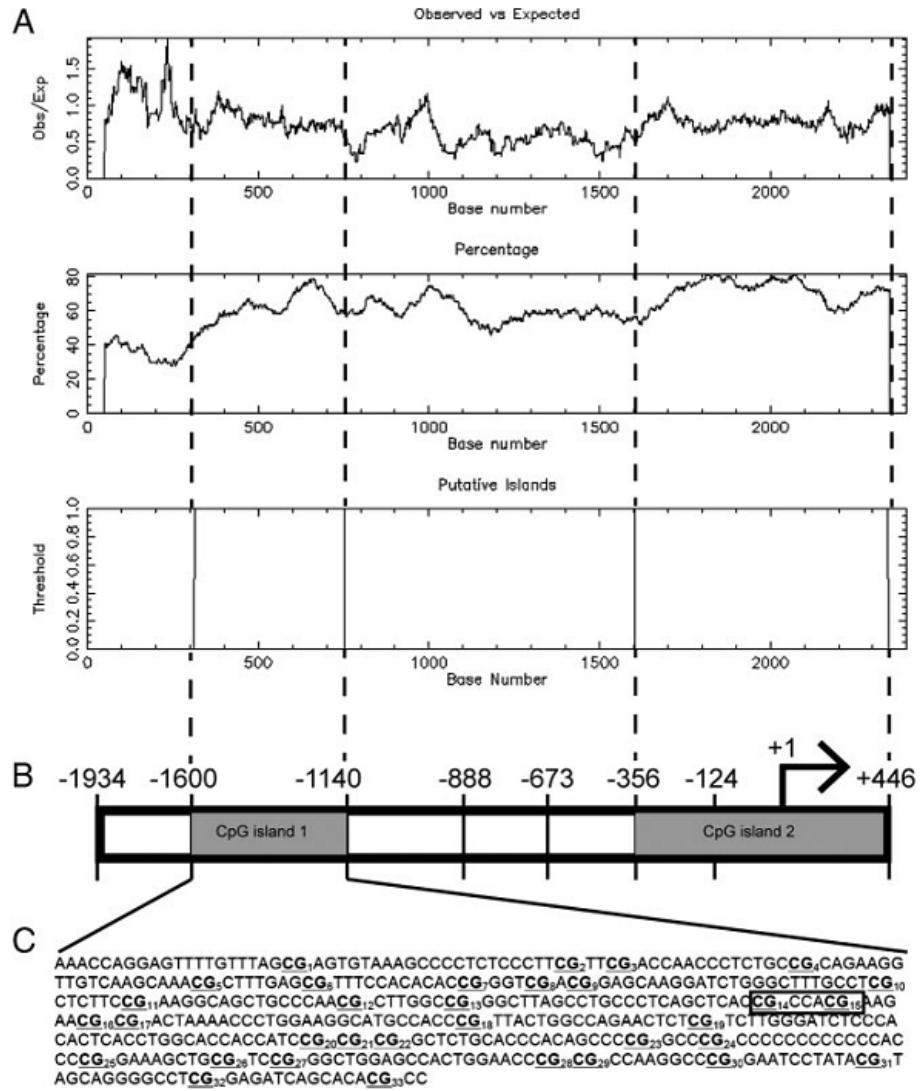 A
Observed vs Expected
Obs/Exp
0.0 0.5 1.0 1.5
0 500 1000 1500 2000
Base number
Percentage
Percentage
0 20 40 60 80
0 500 1000 1500 2000
Base number
Putative Islands
Threshold
0.0 0.2 0.4 0.6 0.8 1.0
0 500 1000 1500 2000
Base Number
B
-1934 -1600 -1140 -888 -673 -356 -124 +1 +446
CpG island 1 CpG island 2
C
AAACCAGGAGTTTTGTTTAGCG1AGTGTAAAGCCCCTCTCCCTTCG2TTCG3ACCAACCCTCTGCCG4CAGAAGG
TTGTCAAGCAAACG5CTTTGAGCG6TTTCCACACACCG7GGTCG8ACG9GAGCAAGGATCTGGGCTTTGCCTCG10
CTCTTCCG11AAGGCAGCTGCCCAACG12CTTGGCCG13GGCTTAGCCTGCCCTCAGCTCACCG14CCACG15AAG
AACG16CG17ACTAAAACCCTGGAAGGCATGCCACCCG18TTACTGGCCAGAACTCTCG19TCTTGGGATCTCCCA
CACTCACCTGGCACCACCATCCG20CG21CG22GCTCTGCACCCACAGCCCCG23GCCCG24CCCCCCCCCCCCCAC
CCCG25GAAAGCTGCG26TCCG27GGCTGGAGCCACTGGAACCCG28CG29CCAAGGCCCG30GAATCCTATACG31T
AGCAGGGGCCTCG32GAGATCAGCACACG33CC